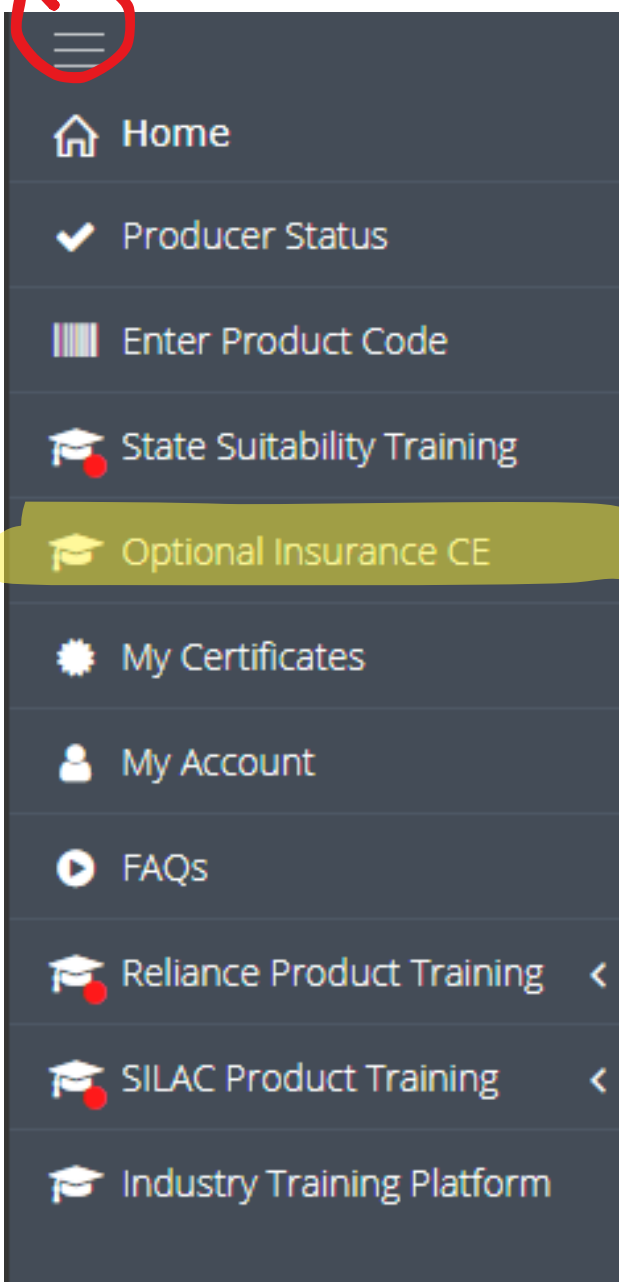 Home
Producer Status
Enter Product Code
State Suitability Training
Optional Insurance CE
My Certificates
My Account
FAQs
Reliance Product Training
SILAC Product Training
Industry Training Platform